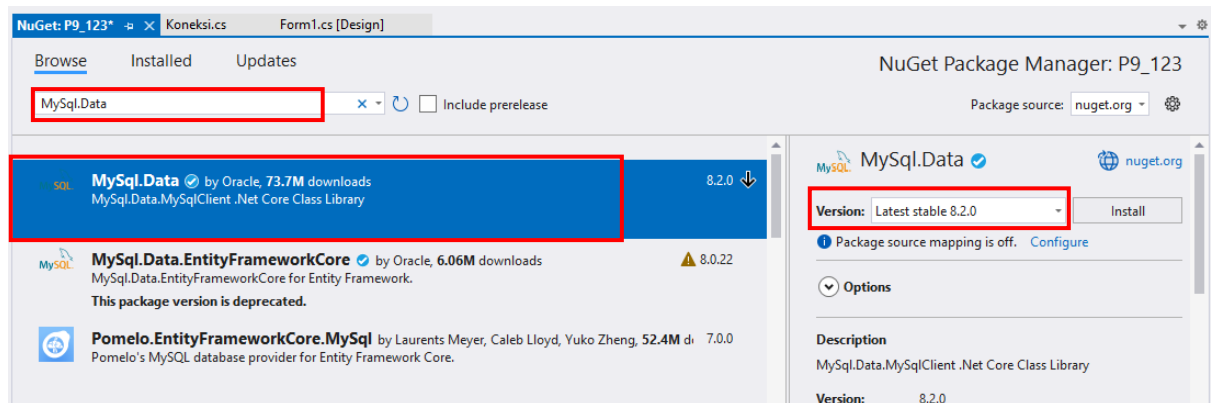 NuGet: P9_123* Koneksi.cs Form1.cs [Design]
Browse Installed Updates
NuGet Package Manager: P9_123
MySql.Data
Include prerelease
Package source: nuget.org
MySql.Data by Oracle, 73.7M downloads
8.2.0
MySql.Data.MySqlClient .Net Core Class Library
MySQL
MySql.Data.EntityFrameworkCore by Oracle, 6.06M downloads
8.0.22
MySql.Data.EntityFrameworkCore for Entity Framework.
This package version is deprecated.
Pomelo.EntityFrameworkCore.MySql by Laurents Meyer, Caleb Lloyd, Yuko Zheng, 52.4M
7.0.0
Pomelo's MySQL database provider for Entity Framework Core.
MySQL MySql.Data
nuget.org
Version: Latest stable 8.2.0 Install
Package source mapping is off. Configure
Options
Description
MySql.Data.MySqlClient .Net Core Class Library
Version: 8.2.0